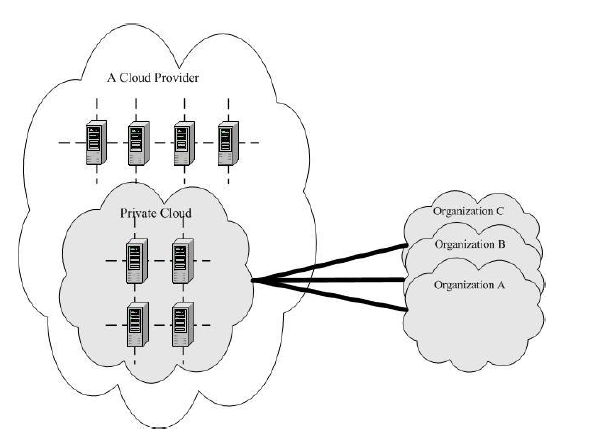 A Cloud Provider
Private Cloud
Organization C
Organization B
Organization A